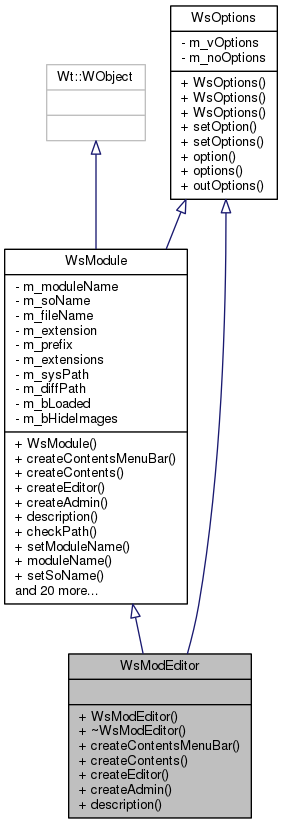 WsOptions
- m_vOptions
- m_noOptions
+ WsOptions()
+ WsOptions()
+ WsOptions()
+ setOption()
+ setOptions()
+ option()
+ options()
+ outOptions()
Wt::WObject
WsModule
- m_moduleName
- m_soName
- m_fileName
- m_extension
- m_prefix
- m_extensions
- m_sysPath
- m_diffPath
- m_bLoaded
- m_bHideImages
+ WsModule()
+ createContentsMenuBar()
+ createContents()
+ createEditor()
+ createAdmin()
+ description()
+ checkPath()
+ setModuleName()
+ moduleName()
+ setSoName()
and 20 more...
WsModEditor
+ WsModEditor()
+ ~WsModEditor()
+ createContentsMenuBar()
+ createContents()
+ createEditor()
+ createAdmin()
+ description()